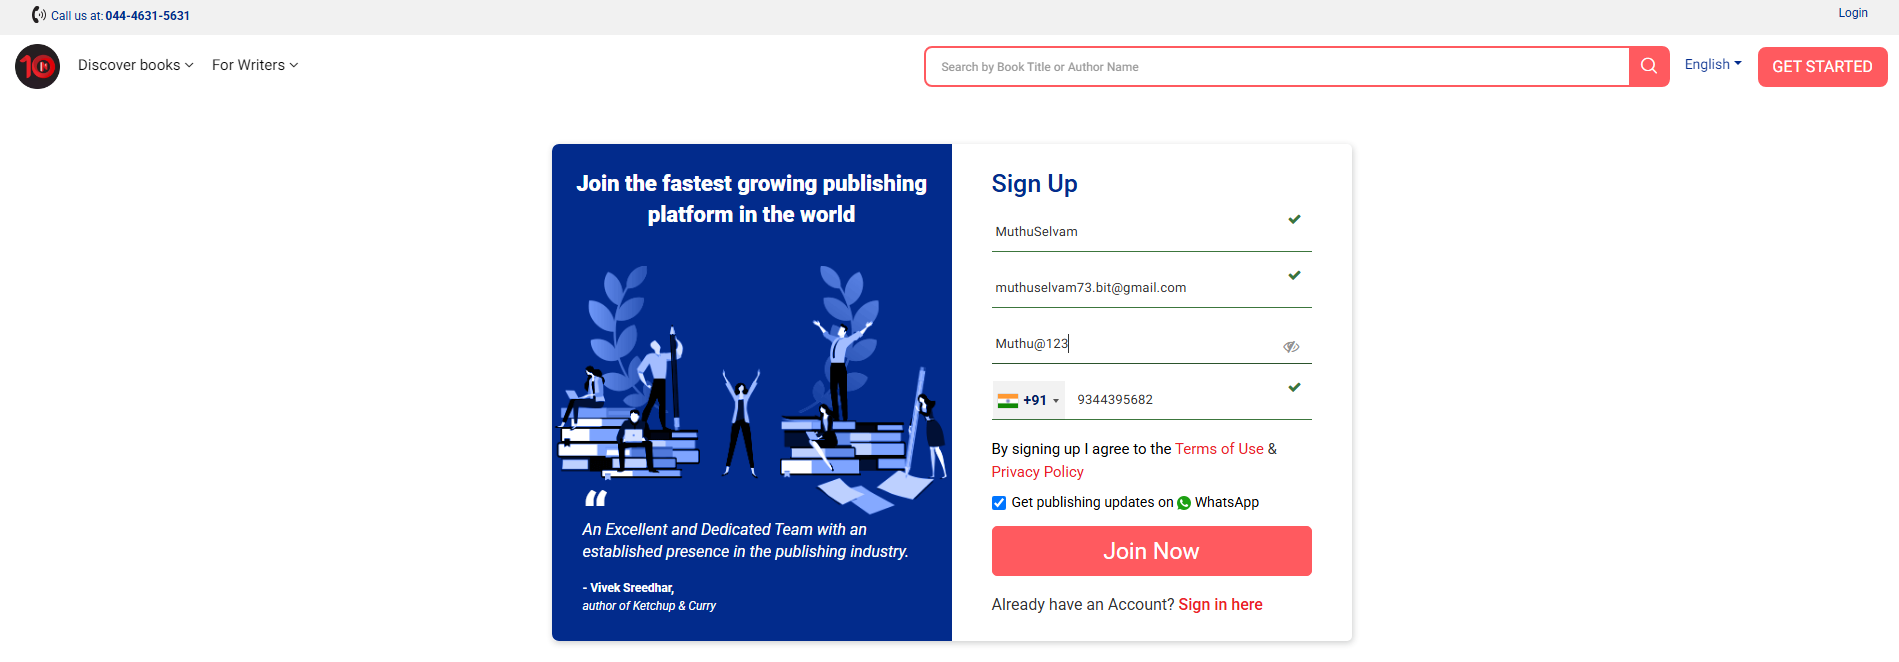 Call us at: 044-4631-5631
Login
10
Discover books
For Writers
Search by Book Title or Author Name
English
GET STARTED
Join the fastest growing publishing
platform in the world
“
An Excellent and Dedicated Team with an
established presence in the publishing industry.
- Vivek Sreedhar,
author of Ketchup & Curry
Sign Up
MuthuSelvam
muthuselvam73.bit@gmail.com
Muthu@123
+91 9344395682
By signing up I agree to the Terms of Use &
Privacy Policy
Get publishing updates on WhatsApp
Join Now
Already have an Account? Sign in here